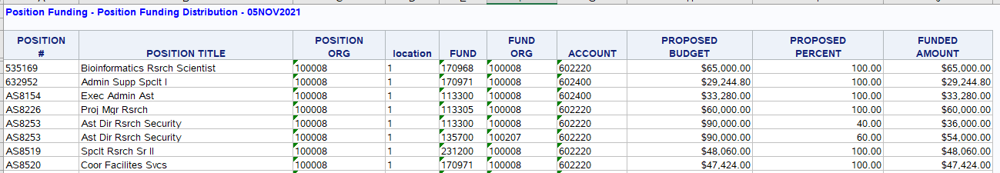 Position Funding - Position Funding Distribution - 05NOV2021
POSITION # POSITION TITLE POSITION ORG location FUND FUND ORG ACCOUNT PROPOSED BUDGET PROPOSED PERCENT FUNDED AMOUNT
535169 Bioinformatics Rsrch Scientist 100008 1 170968 100008 602220 $65,000.00 100.00 $65,000.00
632952 Admin Supp Spclt I 100008 1 170971 100008 602400 $29,244.80 100.00 $29,244.80
AS8154 Exec Admin Ast 100008 1 113300 100008 602400 $33,280.00 100.00 $33,280.00
AS8226 Proj Mgr Rsrch 100008 1 113305 100008 602220 $60,000.00 100.00 $60,000.00
AS8253 Ast Dir Rsrch Security 100008 1 113300 100008 602220 $90,000.00 40.00 $36,000.00
AS8253 Ast Dir Rsrch Security 100008 1 135700 100207 602220 $90,000.00 60.00 $54,000.00
AS8519 Spclt Rsrch Sr II 100008 1 231200 100008 602220 $48,060.00 100.00 $48,060.00
AS8520 Coor Facilites Svcs 100008 1 170971 100008 602220 $47,424.00 100.00 $47,424.00